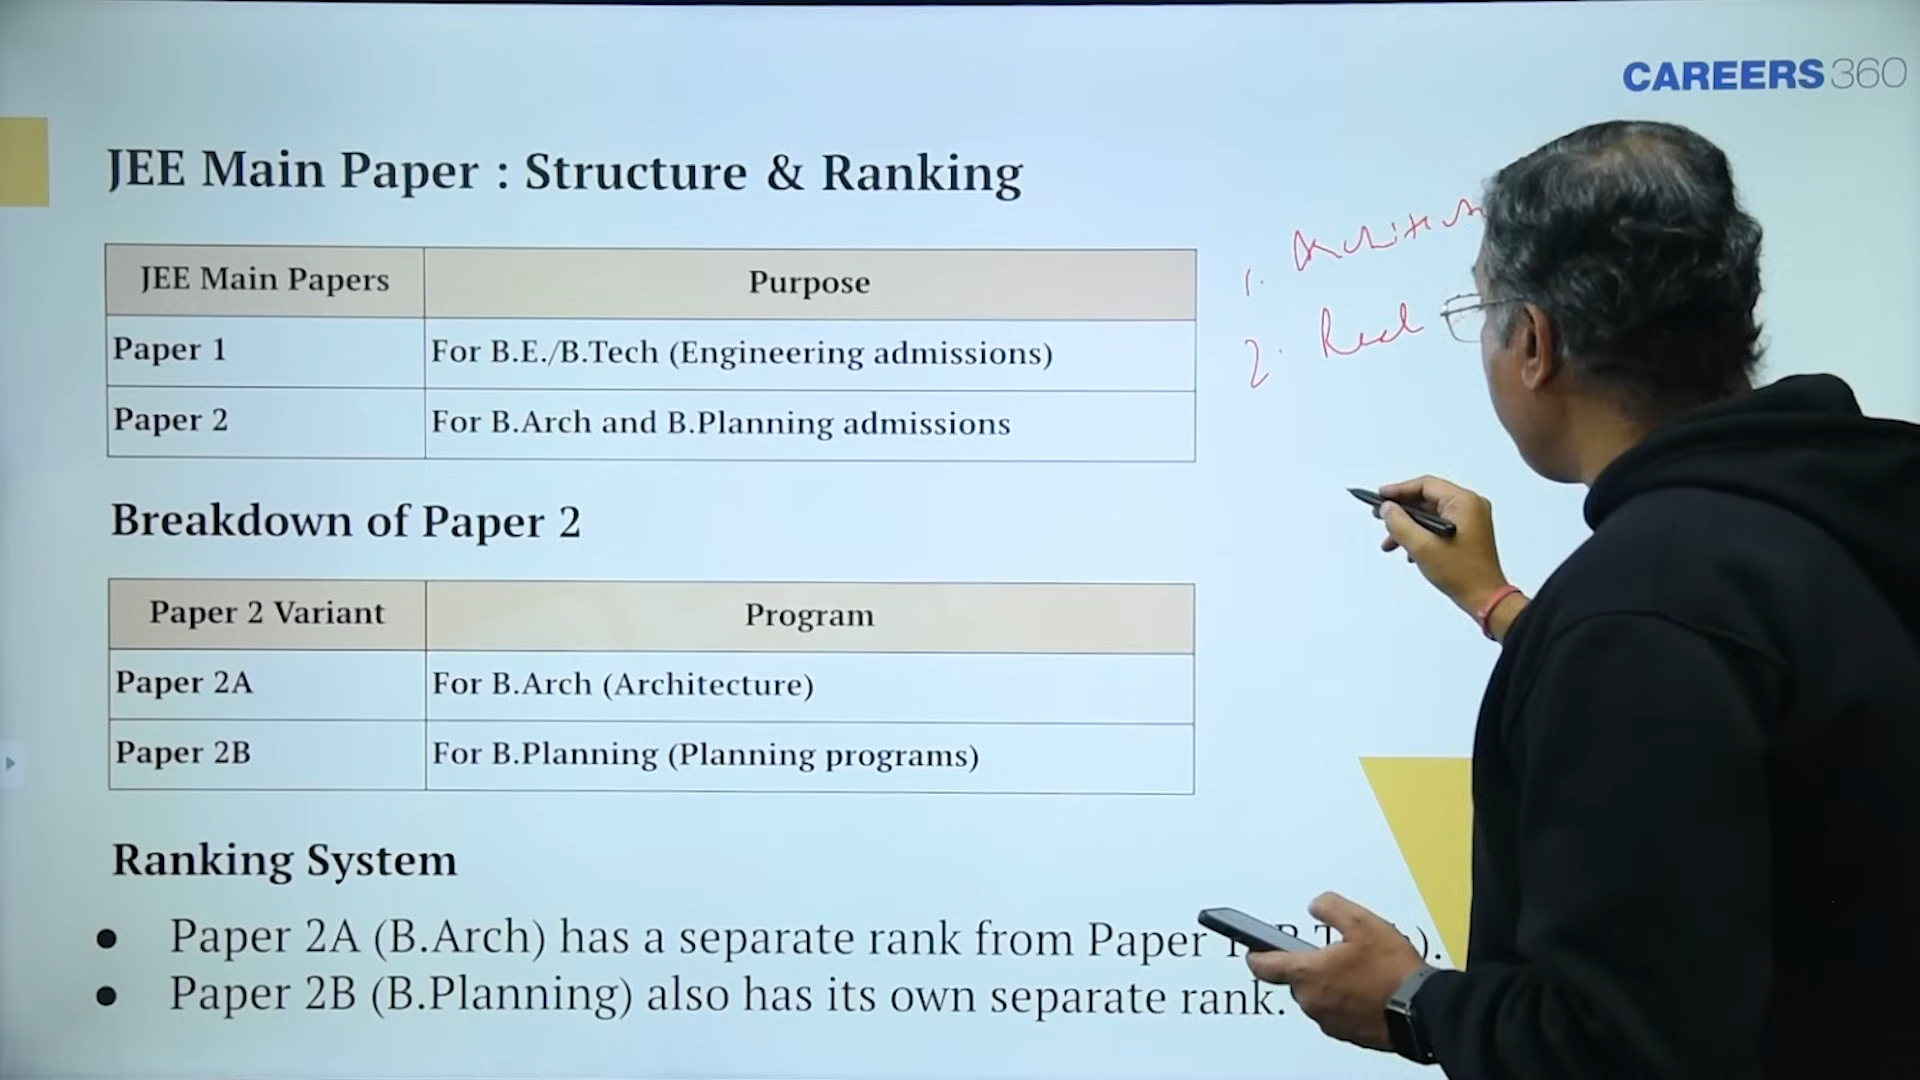 CAREERS360
JEE Main Paper : Structure & Ranking
JEE Main Papers Purpose
Paper 1 For B.E./B.Tech (Engineering admissions)
Paper 2 For B.Arch and B.Planning admissions
1.
2.
Breakdown of Paper 2
Paper 2 Variant Program
Paper 2A For B.Arch (Architecture)
Paper 2B For B.Planning (Planning programs)
Ranking System
● Paper 2A (B.Arch) has a separate rank from Paper
● Paper 2B (B.Planning) also has its own separate rank.